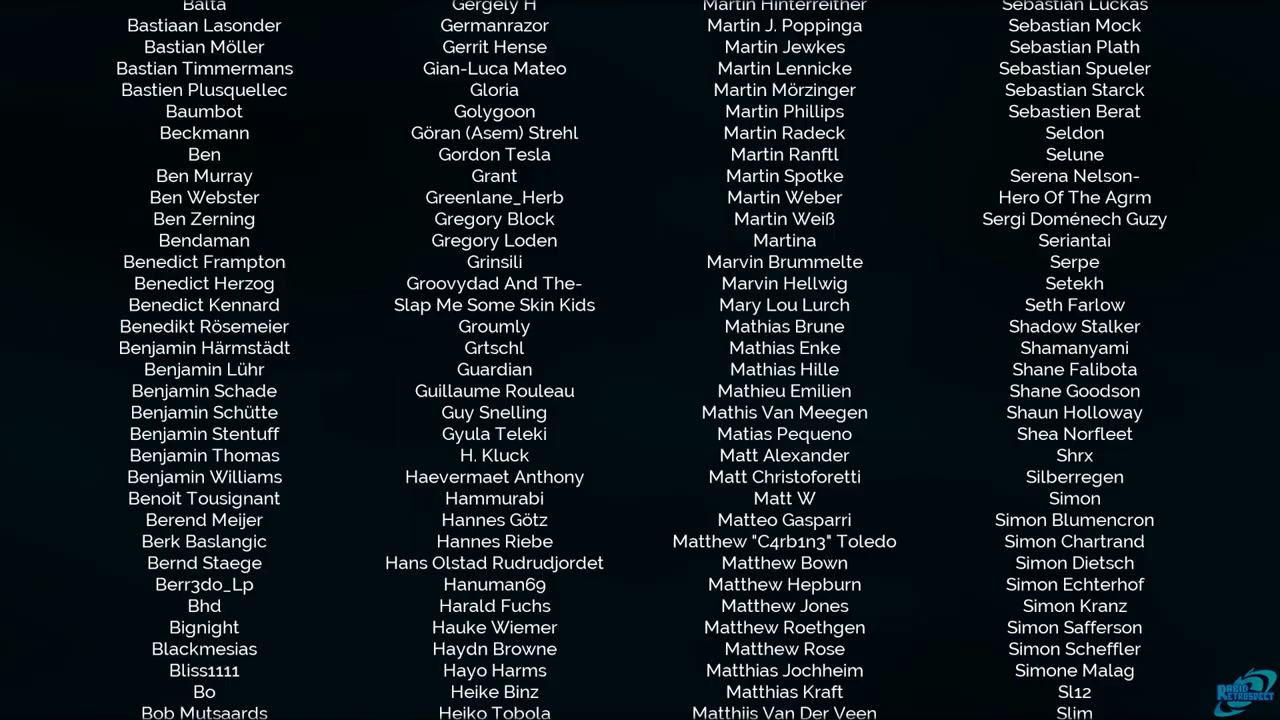 Balta
Bastiaan Lasonder
Bastian Möller
Bastian Timmermans
Bastien Plusquellec
Baumbot
Beckmann
Ben
Ben Murray
Ben Webster
Ben Zerning
Bendaman
Benedict Frampton
Benedict Herzog
Benedict Kennard
Benedikt Rösemeier
Benjamin Härmstädt
Benjamin Lühr
Benjamin Schade
Benjamin Schütte
Benjamin Stentuff
Benjamin Thomas
Benjamin Williams
Benoit Tousignant
Berend Meijer
Berk Baslangic
Bernd Staege
Berr3do_Lp
Bhd
Bignight
Blackmesias
Bliss1111
Bo
Bob Mutsaards
Gergely H
Germanrazor
Gerrit Hense
Gian-Luca Mateo
Gloria
Golygoon
Göran (Asem) Strehl
Gordon Tesla
Grant
Greenlane_Herb
Gregory Block
Gregory Loden
Grinsili
Groovydad And The-
Slap Me Some Skin Kids
Groumly
Grtschl
Guardian
Guillaume Rouleau
Guy Snelling
Gyula Teleki
H. Kluck
Haevermaet Anthony
Hammurabi
Hannes Götz
Hannes Riebe
Hans Olstad Rudrudjordet
Hanuman69
Harald Fuchs
Hauke Wiemer
Haydn Browne
Hayo Harms
Heike Binz
Heiko Tobola
Martin Hinterreither
Martin J. Poppinga
Martin Jewkes
Martin Lennicke
Martin Mörzinger
Martin Phillips
Martin Radeck
Martin Ranftl
Martin Spotke
Martin Weber
Martin Weiß
Martina
Marvin Brummelte
Marvin Hellwig
Mary Lou Lurch
Mathias Brune
Mathias Enke
Mathias Hille
Mathieu Emilien
Mathis Van Meegen
Matias Pequeno
Matt Alexander
Matt Christoforetti
Matt W
Matteo Gasparri
Matthew "C4rb1n3" Toledo
Matthew Bown
Matthew Hepburn
Matthew Jones
Matthew Roethgen
Matthew Rose
Matthias Jochheim
Matthias Kraft
Matthijs Van Der Veen
Sebastian Luckas
Sebastian Mock
Sebastian Plath
Sebastian Spueler
Sebastian Starck
Sebastien Berat
Seldon
Selune
Serena Nelson-
Hero Of The Agrm
Sergi Doménech Guzy
Seriantai
Serpe
Setekh
Seth Farlow
Shadow Stalker
Shamanyami
Shane Falibota
Shane Goodson
Shaun Holloway
Shea Norfleet
Shrx
Silberregen
Simon
Simon Blumencron
Simon Chartrand
Simon Dietsch
Simon Echterhof
Simon Kranz
Simon Safferson
Simon Scheffler
Simone Malag
Sl12
Slim
Rabid
Retrospect